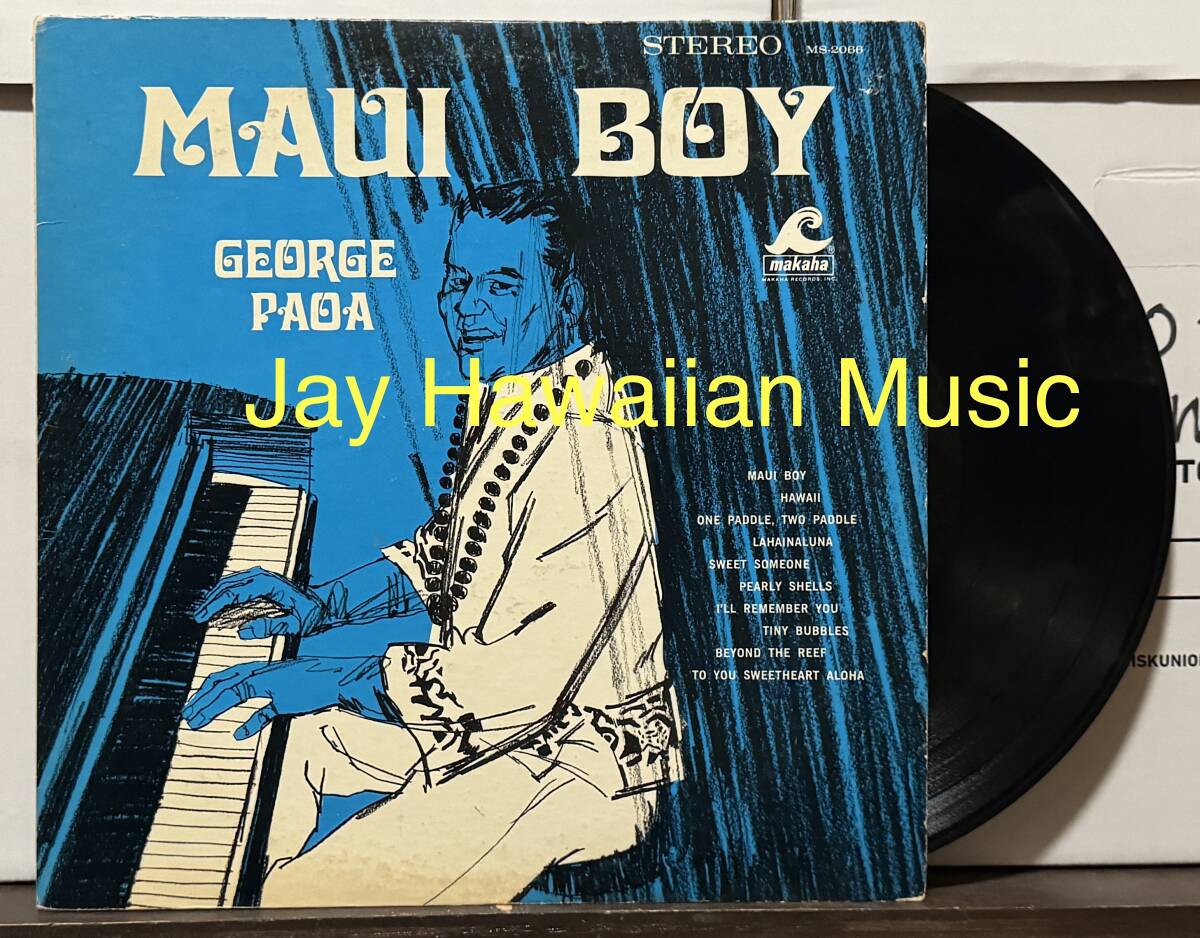 STEREO MS-2066
MAUI BOY
GEORGE
PAOA
makaha
®
MAKAHA RECORDS, INC.
Jay Hawaiian Music
MAUI BOY
HAWAII
ONE PADDLE, TWO PADDLE
LAHAINALUNA
SWEET SOMEONE
PEARLY SHELLS
I'LL REMEMBER YOU
TINY BUBBLES
BEYOND THE REEF
TO YOU SWEETHEART ALOHA